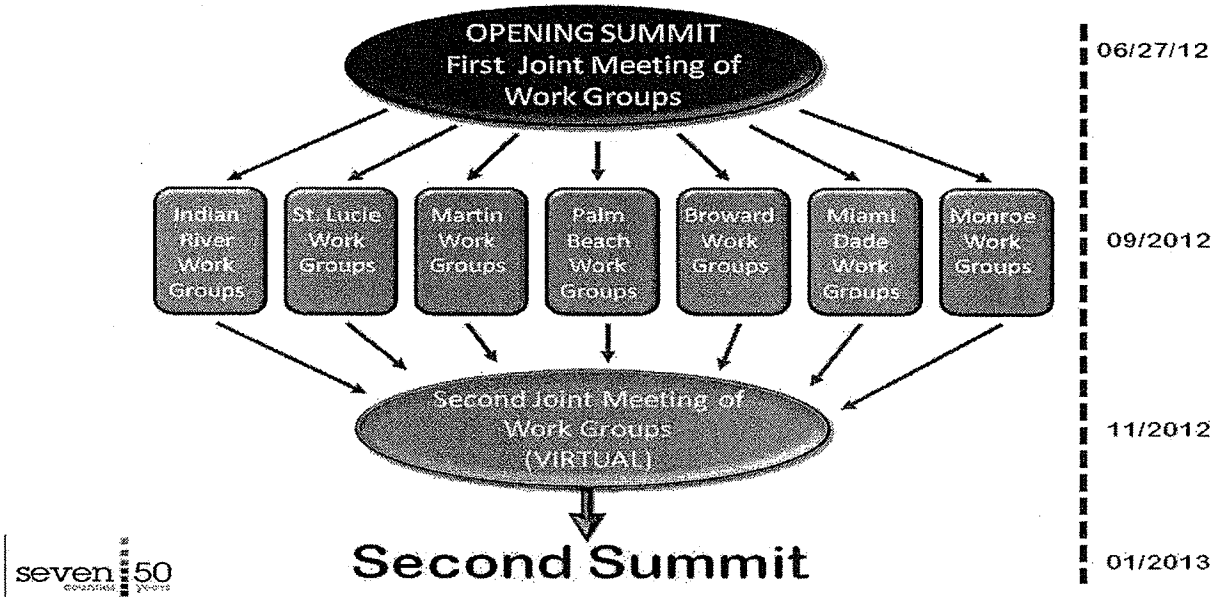 OPENING SUMMIT
First Joint Meeting of
Work Groups
06/27/12
Indian
River
Work
Groups
St. Lucie
Work
Groups
Martin
Work
Groups
Palm
Beach
Work
Groups
Broward
Work
Groups
Miami
Dade
Work
Groups
Monroe
Work
Groups
09/2012
Second Joint Meeting of
Work Groups
(VIRTUAL)
11/2012
Second Summit
01/2013
seven 50
counties years